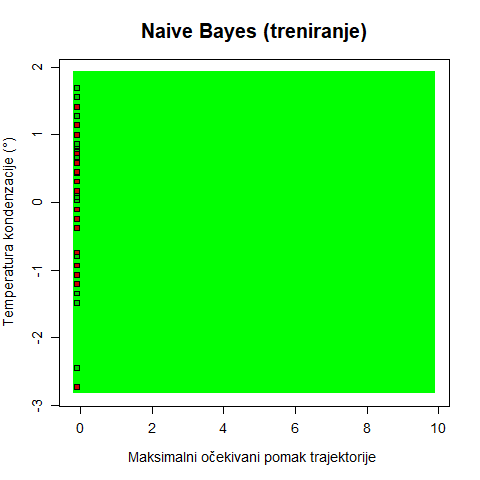 Naive Bayes (treniranje)
2
1
0
-1
-2
-3
Temperatura kondenzacije (°)
0 2 4 6 8 10
Maksimalni očekivani pomak trajektorije